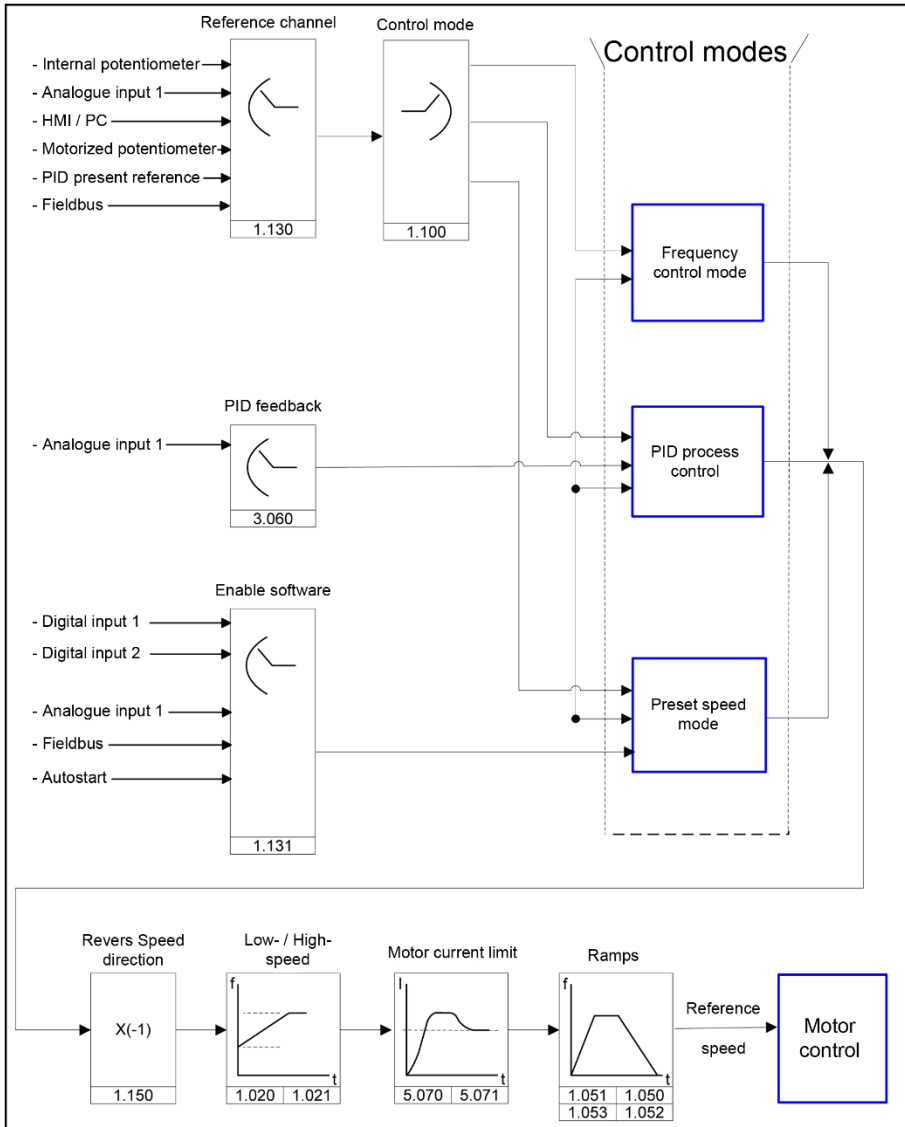 Reference channel
Control mode
Control modes
- Internal potentiometer
- Analogue input 1
- HMI / PC
- Motorized potentiometer
- PID present reference
- Fieldbus
1.130
1.100
Frequency
control mode
PID feedback
- Analogue input 1
3.060
PID process
control
Enable software
- Digital input 1
- Digital input 2
- Analogue input 1
- Fieldbus
- Autostart
1.131
Preset speed
mode
Revers Speed
direction
X(-1)
1.150
Low- / High-
speed
f
t
1.020 1.021
Motor current limit
I
t
5.070 5.071
Ramps
f
t
1.051 1.050
1.053 1.052
Reference
speed
Motor
control